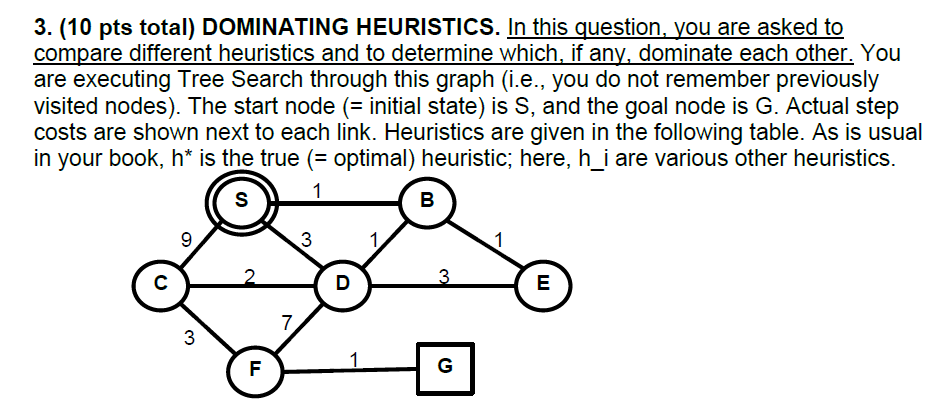 3. (10 pts total) DOMINATING HEURISTICS. In this question, you are asked to
compare different heuristics and to determine which, if any, dominate each other. You
are executing Tree Search through this graph (i.e., you do not remember previously
visited nodes). The start node (= initial state) is S, and the goal node is G. Actual step
costs are shown next to each link. Heuristics are given in the following table. As is usual
in your book, h* is the true (= optimal) heuristic; here, h_i are various other heuristics.
1
S
B
9
3
1
1
C
2
D
3
E
3
7
F
1
G